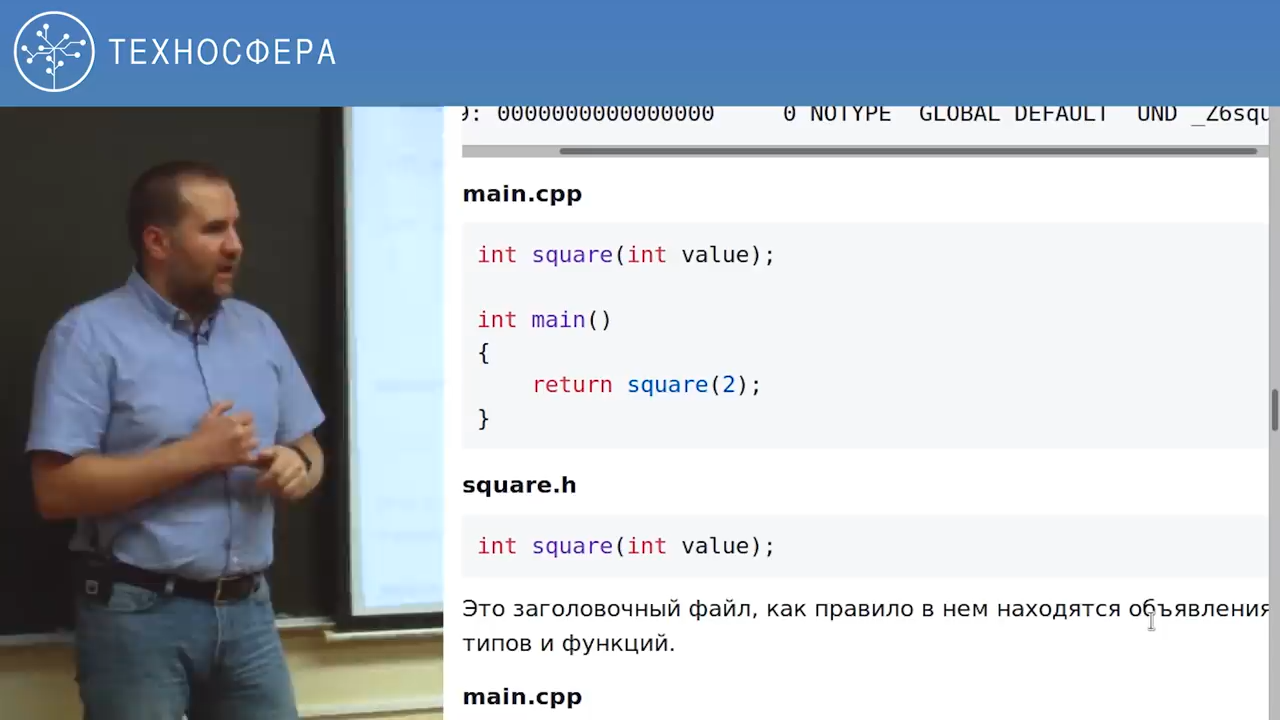 ТЕХНОСФЕРА
9: 0000000000000000 0 NOTYPE GLOBAL DEFAULT UND _Z6squ
main.cpp
int square(int value);
int main()
{
return square(2);
}
square.h
int square(int value);
Это заголовочный файл, как правило в нем находятся объявления
типов и функций.
main.cpp